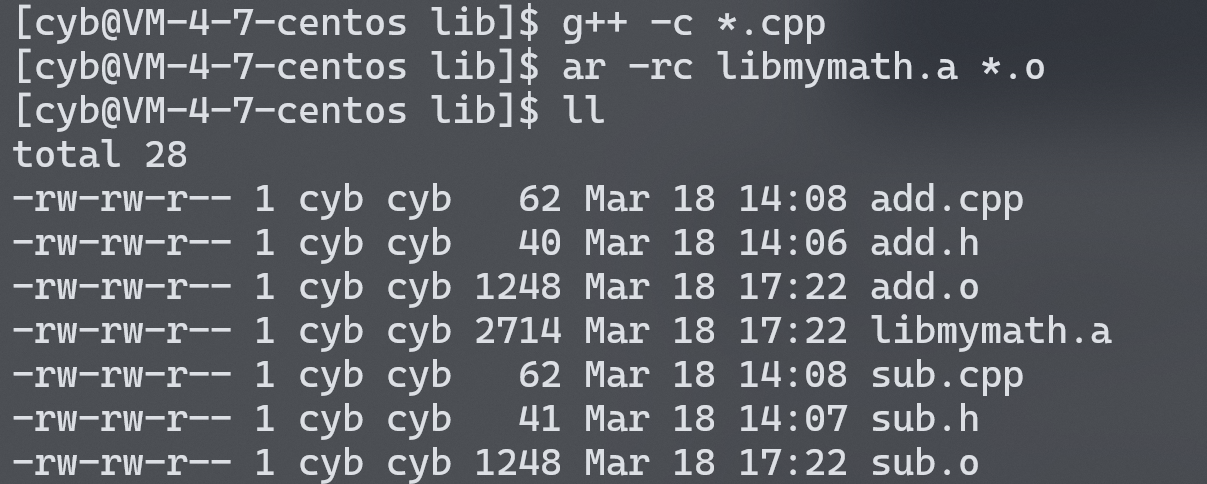 [cyb@VM-4-7-centos lib]$ g++ -c *.cpp
[cyb@VM-4-7-centos lib]$ ar -rc libmymath.a *.o
[cyb@VM-4-7-centos lib]$ ll
total 28
-rw-rw-r-- 1 cyb cyb   62 Mar 18 14:08 add.cpp
-rw-rw-r-- 1 cyb cyb   40 Mar 18 14:06 add.h
-rw-rw-r-- 1 cyb cyb 1248 Mar 18 17:22 add.o
-rw-rw-r-- 1 cyb cyb 2714 Mar 18 17:22 libmymath.a
-rw-rw-r-- 1 cyb cyb   62 Mar 18 14:08 sub.cpp
-rw-rw-r-- 1 cyb cyb   41 Mar 18 14:07 sub.h
-rw-rw-r-- 1 cyb cyb 1248 Mar 18 17:22 sub.o